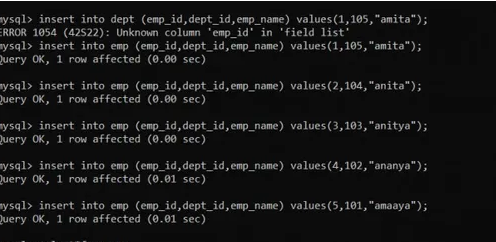 mysql> insert into dept (emp_id,dept_id,emp_name) values(1,105,"amita");
ERROR 1054 (42S22): Unknown column 'emp_id' in 'field list'
mysql> insert into emp (emp_id,dept_id,emp_name) values(1,105,"amita");
Query OK, 1 row affected (0.00 sec)
mysql> insert into emp (emp_id,dept_id,emp_name) values(2,104,"anita");
Query OK, 1 row affected (0.00 sec)
mysql> insert into emp (emp_id,dept_id,emp_name) values(3,103,"anitya");
Query OK, 1 row affected (0.00 sec)
mysql> insert into emp (emp_id,dept_id,emp_name) values(4,102,"ananya");
Query OK, 1 row affected (0.01 sec)
mysql> insert into emp (emp_id,dept_id,emp_name) values(5,101,"amaaya");
Query OK, 1 row affected (0.01 sec)